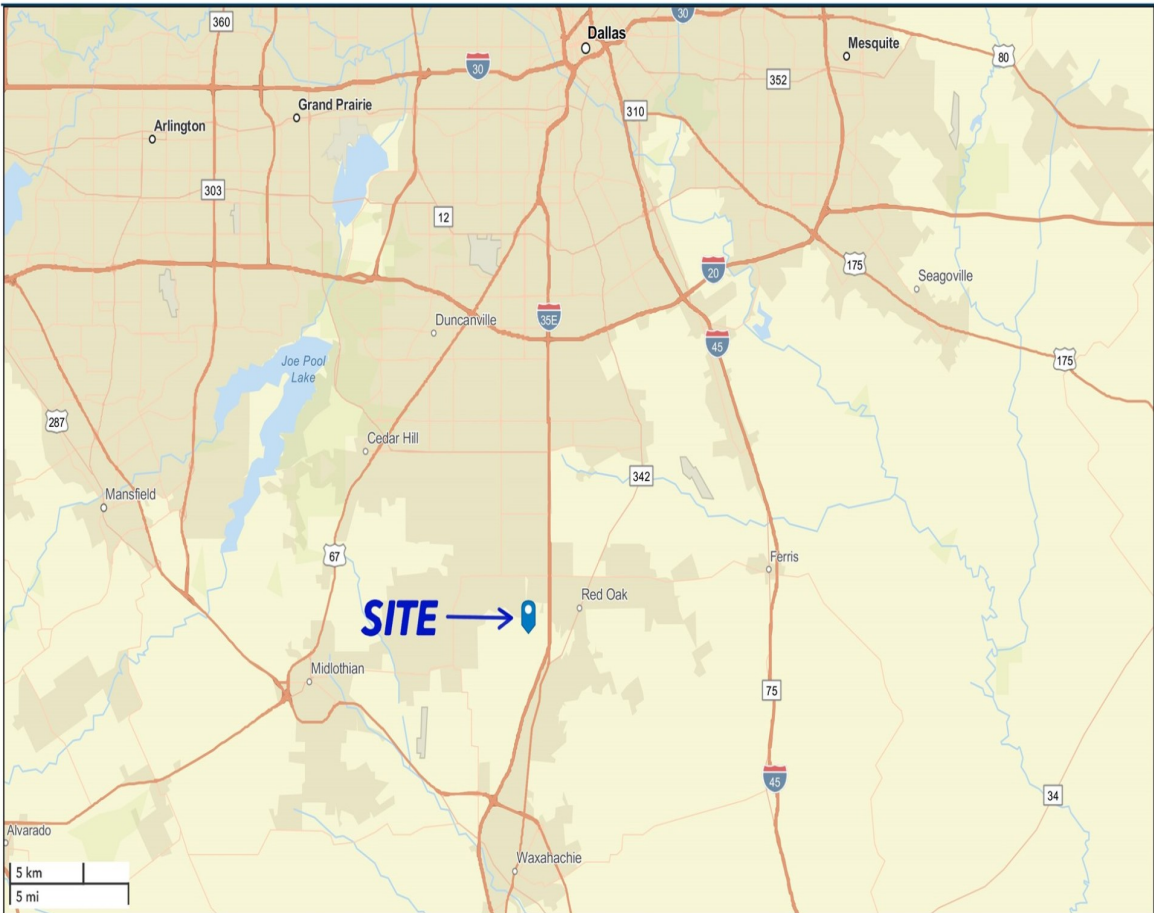 360
30
Dallas
Mesquite
80
30
352
Grand Prairie
310
Arlington
303
12
175
20
Seagoville
35E
Duncanville
45
Joe Pool
Lake
175
287
Cedar Hill
342
Mansfield
67
Ferris
Red Oak
SITE
Midlothian
75
45
34
Alvarado
Waxahachie
5 km
5 mi